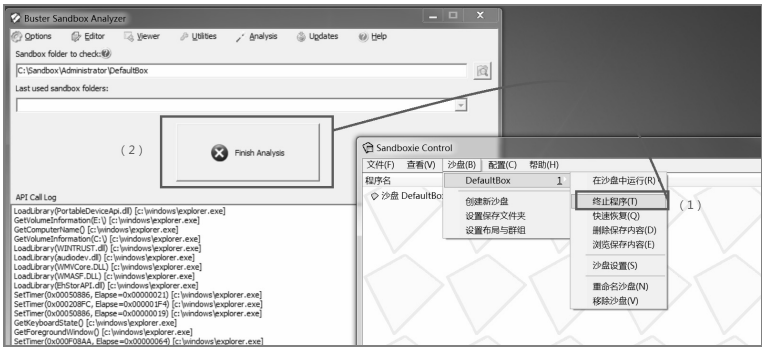 Buster Sandbox Analyzer
Options Editor Viewer Utilities Analysis Updates Help
Sandbox folder to check:
C:\Sandbox\Administrator\DefaultBox
Last used sandbox folders:
(2)
Finish Analysis
API Call Log
LoadLibrary(PortableDeviceApi.dll) [c:\windows\explorer.exe]
GetVolumeInformation(E:\) [c:\windows\explorer.exe]
GetComputerName() [c:\windows\explorer.exe]
GetVolumeInformation(C:\) [c:\windows\explorer.exe]
LoadLibrary(WINTRUST.dll) [c:\windows\explorer.exe]
LoadLibrary(audiodev.dll) [c:\windows\explorer.exe]
LoadLibrary(WMVCore.DLL) [c:\windows\explorer.exe]
LoadLibrary(WMASF.DLL) [c:\windows\explorer.exe]
LoadLibrary(EhStorAPI.dll) [c:\windows\explorer.exe]
SetTimer(0x00050886, Elapse=0x00000021) [c:\windows\explorer.exe]
SetTimer(0x000208FC, Elapse=0x000001F4) [c:\windows\explorer.exe]
SetTimer(0x00050886, Elapse=0x00000019) [c:\windows\explorer.exe]
GetKeyboardState() [c:\windows\explorer.exe]
GetForegroundWindow() [c:\windows\explorer.exe]
SetTimer(0x000F08AA, Elapse=0x00000064) [c:\windows\explorer.exe]
Sandboxie Control
文件(F) 查看(V) 沙盘(B) 配置(C) 帮助(H)
程序名
沙盘 DefaultBo
DefaultBox 1
创建新沙盘
设置保存文件夹
设置布局与群组
在沙盘中运行(R)
终止程序(T)
(1)
快速恢复(Q)
删除保存内容(D)
浏览保存内容(E)
沙盘设置(S)
重命名沙盘(N)
移除沙盘(V)